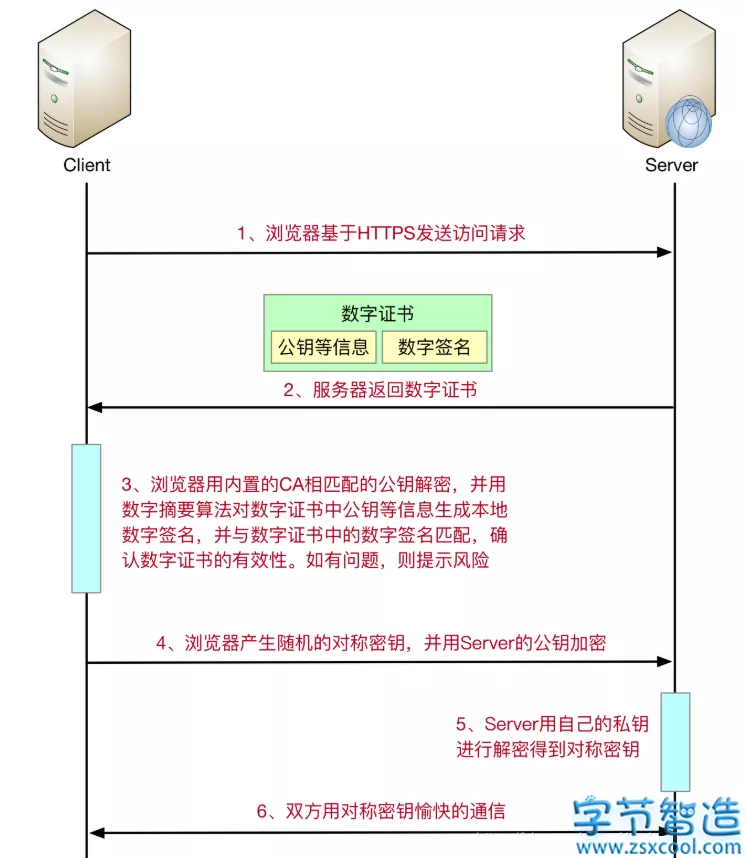 Client
Server
1、浏览器基于HTTPS发送访问请求
数字证书
公钥等信息
数字签名
2、服务器返回数字证书
3、浏览器用内置的CA相匹配的公钥解密，并用
数字摘要算法对数字证书中公钥等信息生成本地
数字签名，并与数字证书中的数字签名匹配，确
认数字证书的有效性。如有问题，则提示风险
4、浏览器产生随机的对称密钥，并用Server的公钥加密
5、Server用自己的私钥
进行解密得到对称密钥
6、双方用对称密钥愉快的通信
字节智造
www.zsxcool.com